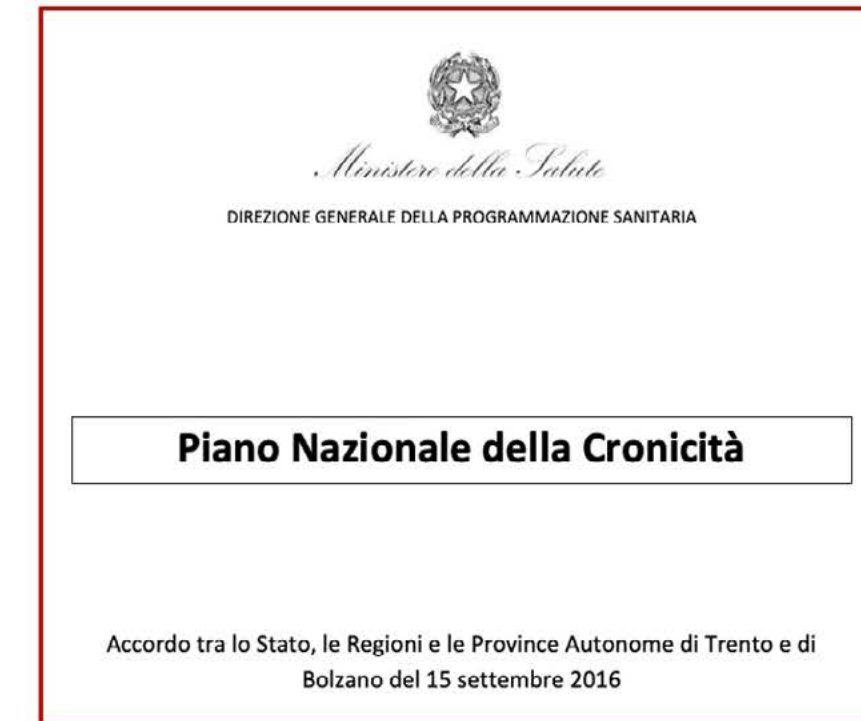 Ministero della Salute
DIREZIONE GENERALE DELLA PROGRAMMAZIONE SANITARIA
Piano Nazionale della Cronicità
Accordo tra lo Stato, le Regioni e le Province Autonome di Trento e di
Bolzano del 15 settembre 2016